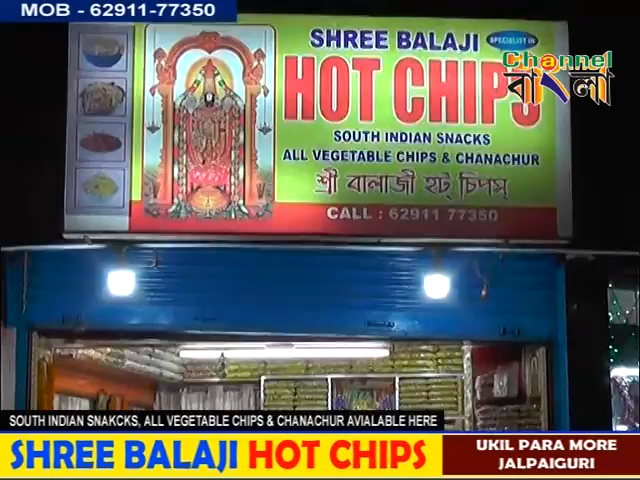 MOB - 62911-77350
SHREE BALAJI
SPECIALIST IN
Channel
বাংলা
HOT CHIPS
SOUTH INDIAN SNACKS
ALL VEGETABLE CHIPS & CHANACHUR
শ্রী বালাজী হট্ চিপস্
CALL : 62911 77350
SOUTH INDIAN SNAKCKS, ALL VEGETABLE CHIPS & CHANACHUR AVIALABLE HERE
SHREE BALAJI HOT CHIPS
UKIL PARA MORE
JALPAIGURI